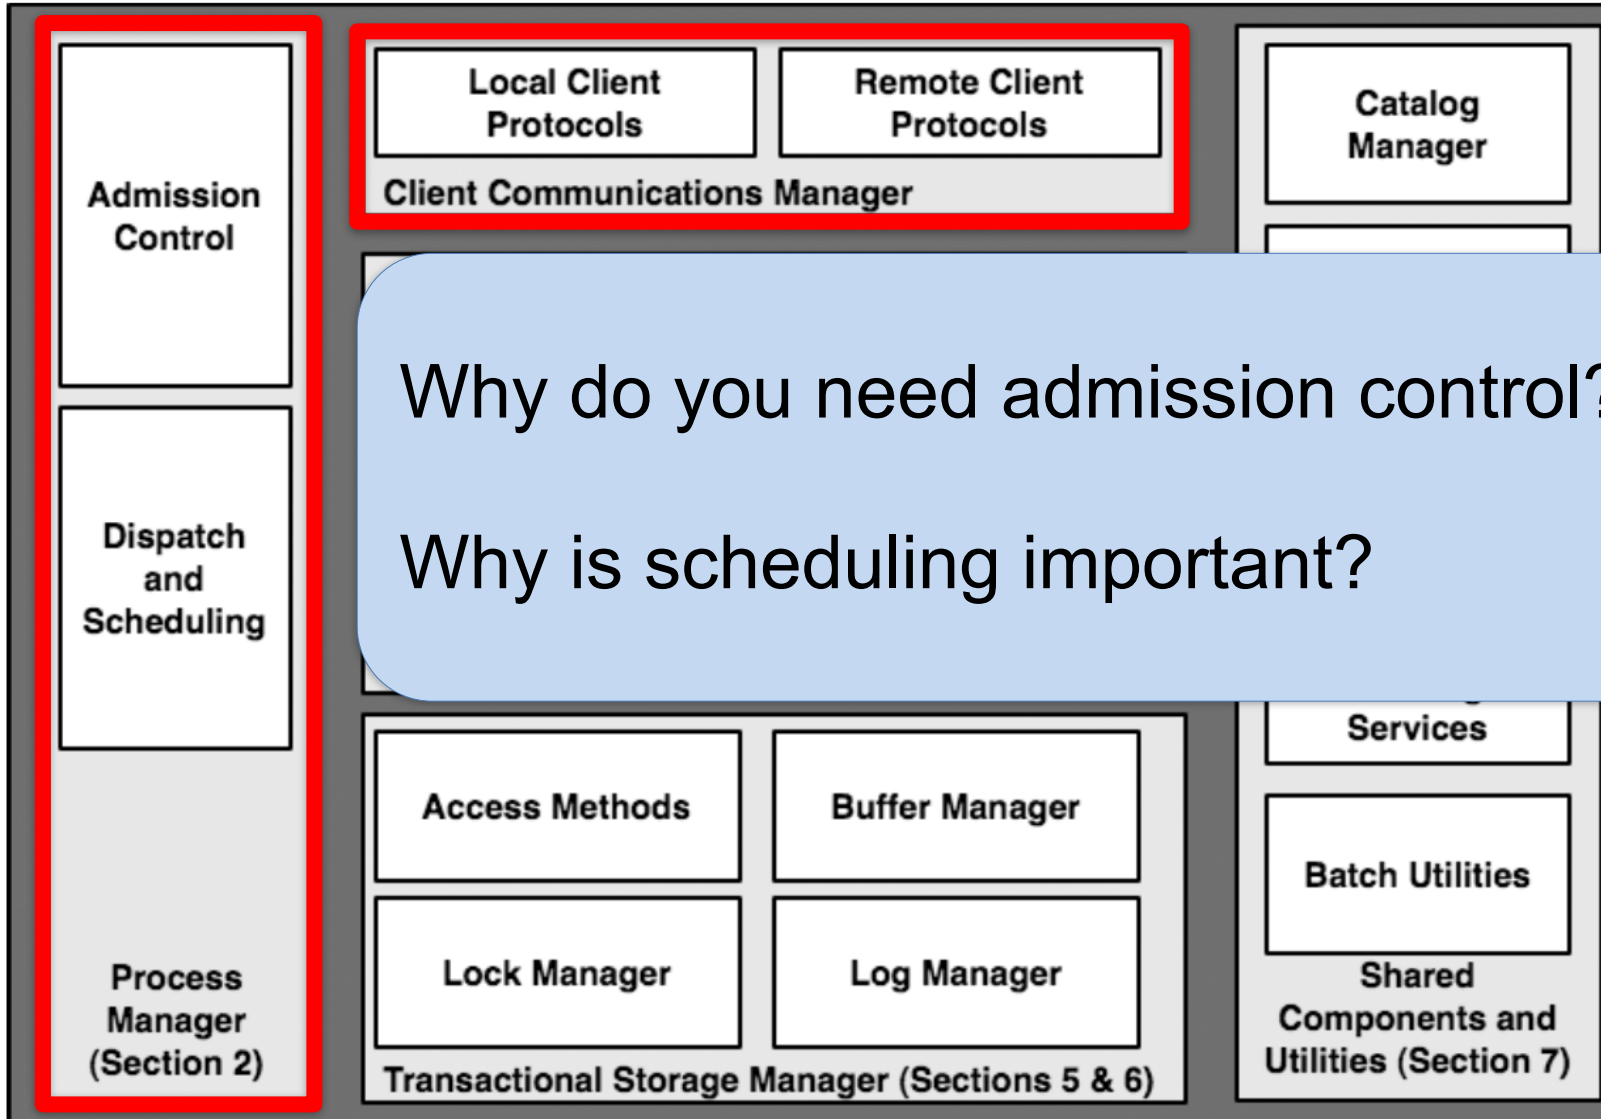 Admission
Control
Dispatch
and
Scheduling
Process
Manager
(Section 2)
Local Client
Protocols
Remote Client
Protocols
Client Communications Manager
Why do you need admission control?
Why is scheduling important?
Access Methods
Buffer Manager
Lock Manager
Log Manager
Transactional Storage Manager (Sections 5 & 6)
Catalog
Manager
Services
Batch Utilities
Shared
Components and
Utilities (Section 7)